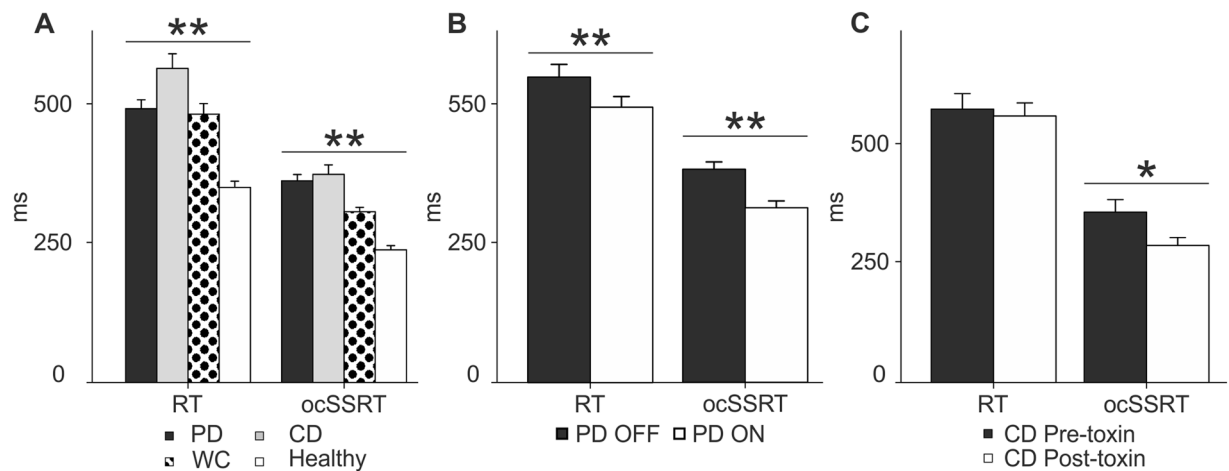 A
**
**
500
250
0
ms
RT
ocSSRT
PD
CD
WC
Healthy
B
**
**
550
250
0
ms
RT
ocSSRT
PD OFF
PD ON
C
*
500
250
0
ms
RT
ocSSRT
CD Pre-toxin
CD Post-toxin